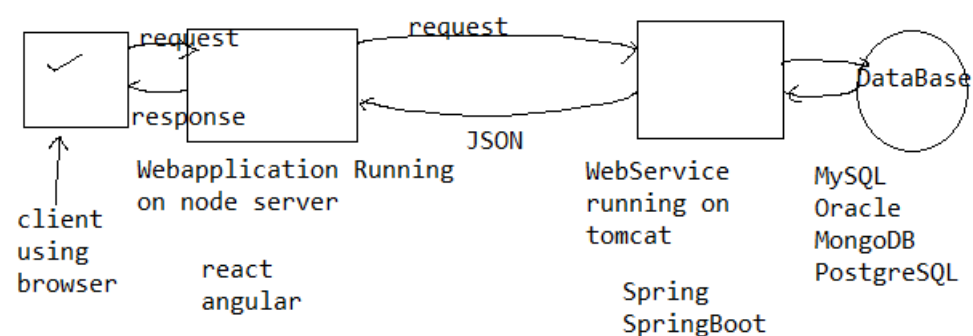 request
response
request
JSON
DataBase
Webapplication Running
on node server
WebService
running on
tomcat
MySQL
Oracle
MongoDB
PostgreSQL
client
using
browser
react
angular
Spring
SpringBoot